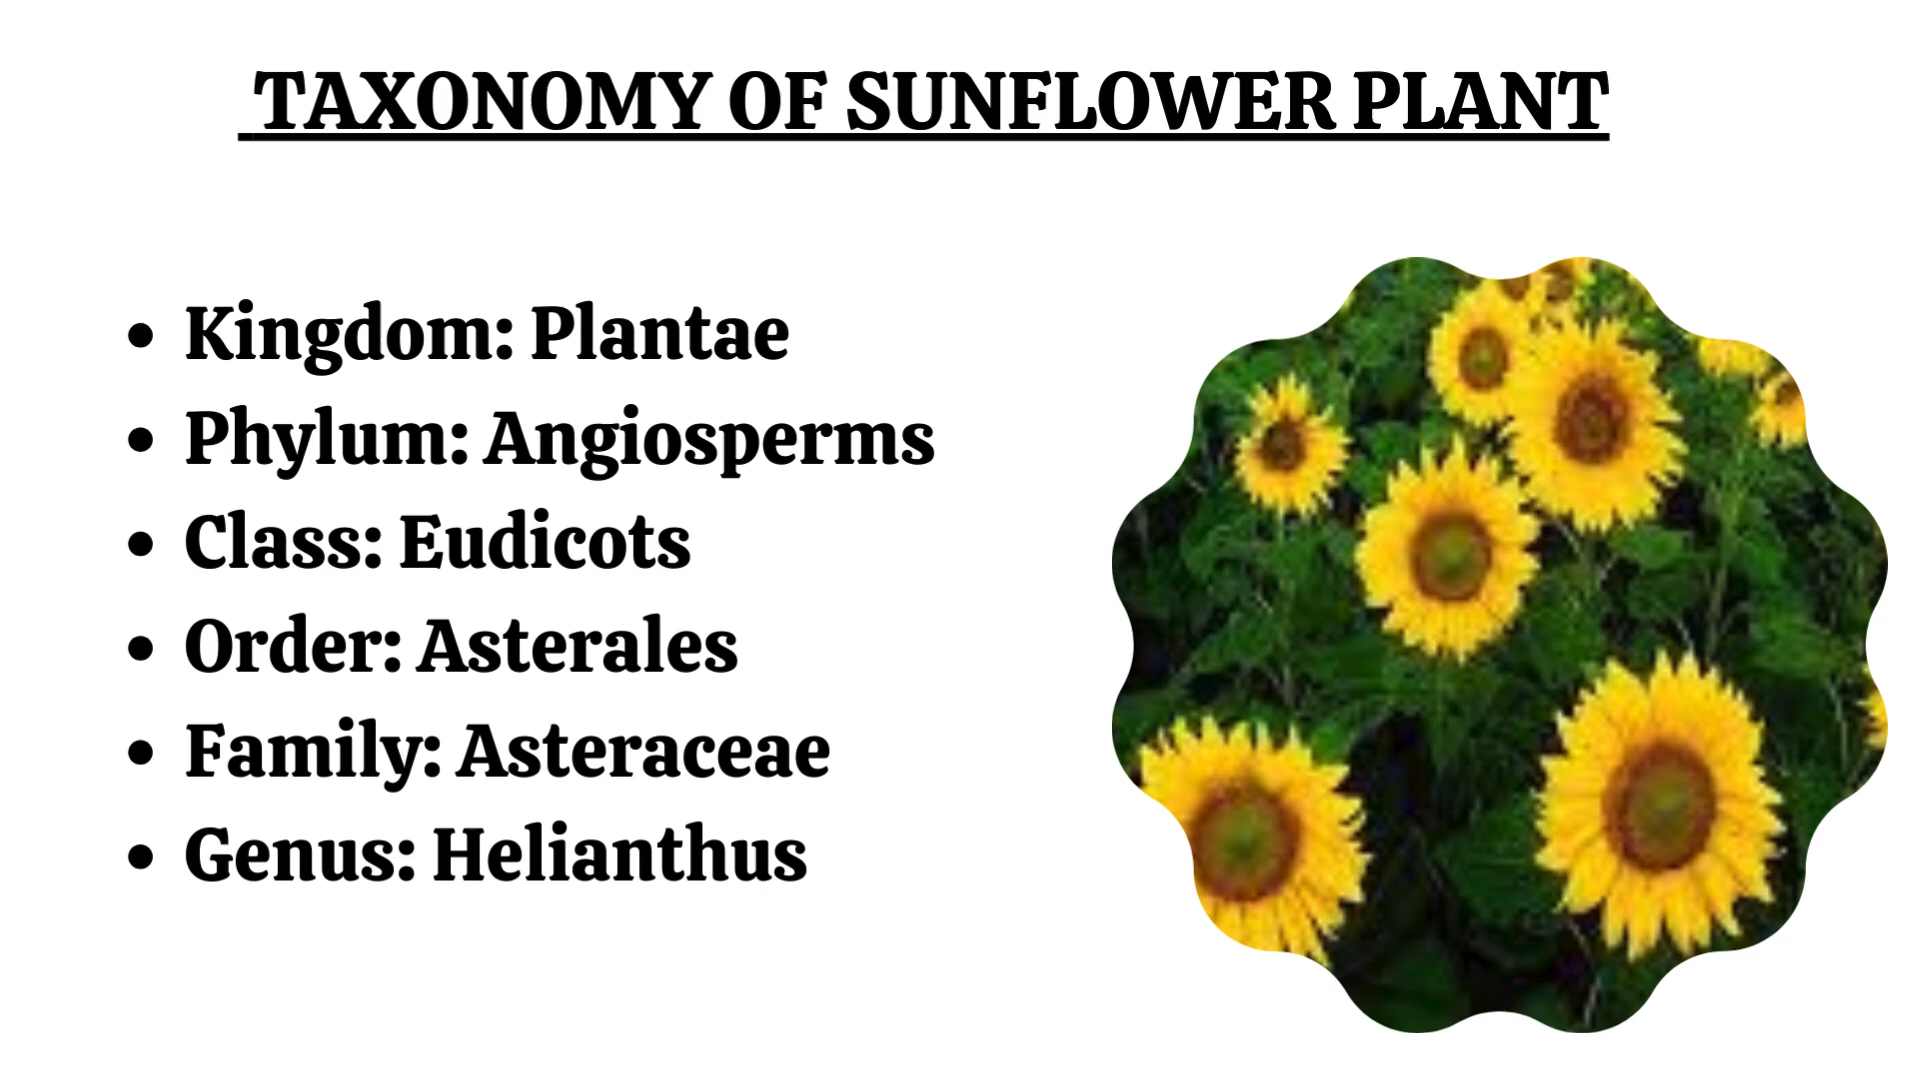 TAXONOMY OF SUNFLOWER PLANT
• Kingdom: Plantae
• Phylum: Angiosperms
• Class: Eudicots
• Order: Asterales
• Family: Asteraceae
• Genus: Helianthus